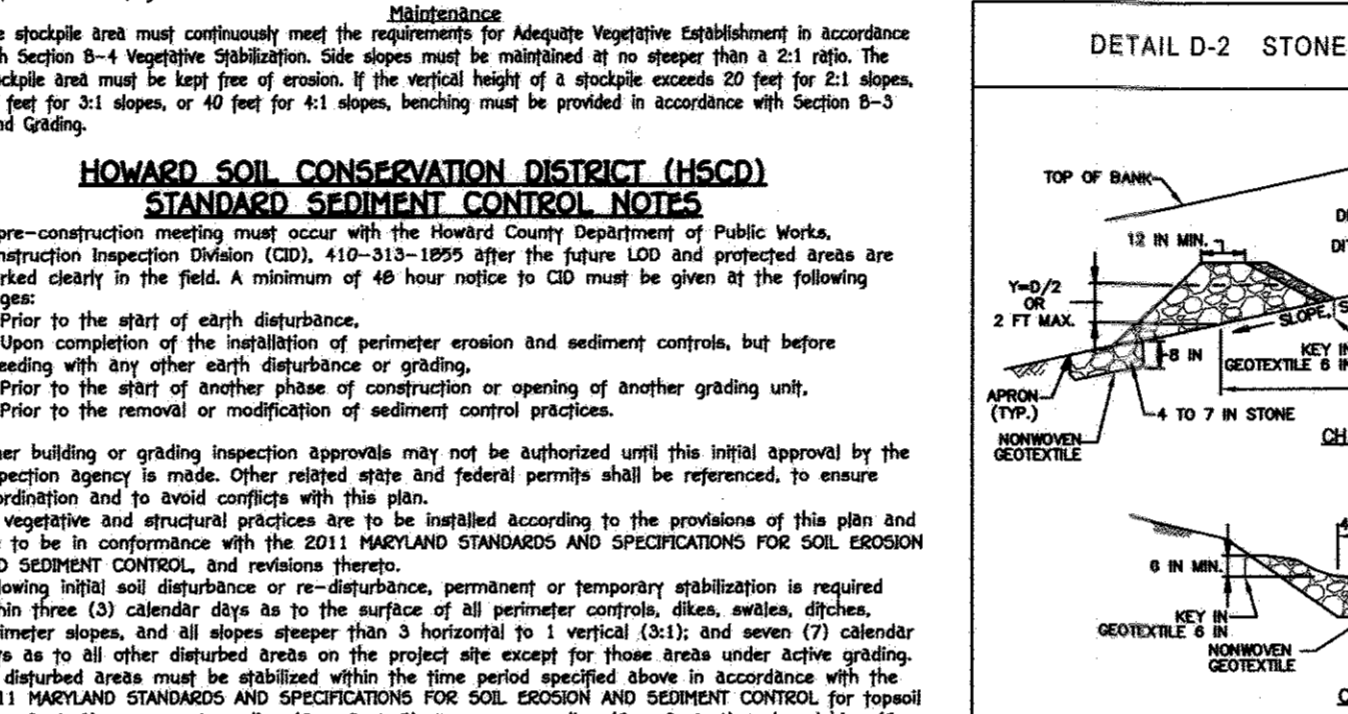 Maintenance
e stockpile area must continuously meet the requirements for Adequate Vegetative Establishment in accordance
h Section B-4 Vegetative Stabilization. Side slopes must be maintained at no steeper than a 2:1 ratio. The
ckpile area must be kept free of erosion. If the vertical height of a stockpile exceeds 20 feet for 2:1 slopes,
feet for 3:1 slopes, or 40 feet for 4:1 slopes, benching must be provided in accordance with Section B-3
nd Grading.
HOWARD SOIL CONSERVATION DISTRICT (HSCD)
STANDARD SEDIMENT CONTROL NOTES
pre-construction meeting must occur with the Howard County Department of Public Works,
nstruction Inspection Division (CID), 410-313-1855 after the future LOD and protected areas are
rked clearly in the field. A minimum of 48 hour notice to CID must be given at the following
ges:
Prior to the start of earth disturbance,
Upon completion of the installation of perimeter erosion and sediment controls, but before
eeding with any other earth disturbance or grading,
Prior to the start of another phase of construction or opening of another grading unit,
Prior to the removal or modification of sediment control practices.
er building or grading inspection approvals may not be authorized until this initial approval by the
pection agency is made. Other related state and federal permits shall be referenced, to ensure
ordination and to avoid conflicts with this plan.
vegetative and structural practices are to be installed according to the provisions of this plan and
to be in conformance with the 2011 MARYLAND STANDARDS AND SPECIFICATIONS FOR SOIL EROSION
D SEDIMENT CONTROL, and revisions thereto.
lowing initial soil disturbance or re-disturbance, permanent or temporary stabilization is required
hin three (3) calendar days as to the surface of all perimeter controls, dikes, swales, ditches,
imeter slopes, and all slopes steeper than 3 horizontal to 1 vertical (3:1); and seven (7) calendar
s as to all other disturbed areas on the project site except for those areas under active grading.
disturbed areas must be stabilized within the time period specified above in accordance with the
11 MARYLAND STANDARDS AND SPECIFICATIONS FOR SOIL EROSION AND SEDIMENT CONTROL for topsoil
DETAIL D-2 STONE
TOP OF BANK
12 IN MIN.
Y=D/2
OR
2 FT MAX.
SLOPE, S
8 IN
KEY IN
GEOTEXTILE 6 IN
APRON
(TYP.)
4 TO 7 IN STONE
NONWOVEN
GEOTEXTILE
CH
6 IN MIN.
KEY IN
GEOTEXTILE 6 IN
NONWOVEN
GEOTEXTILE